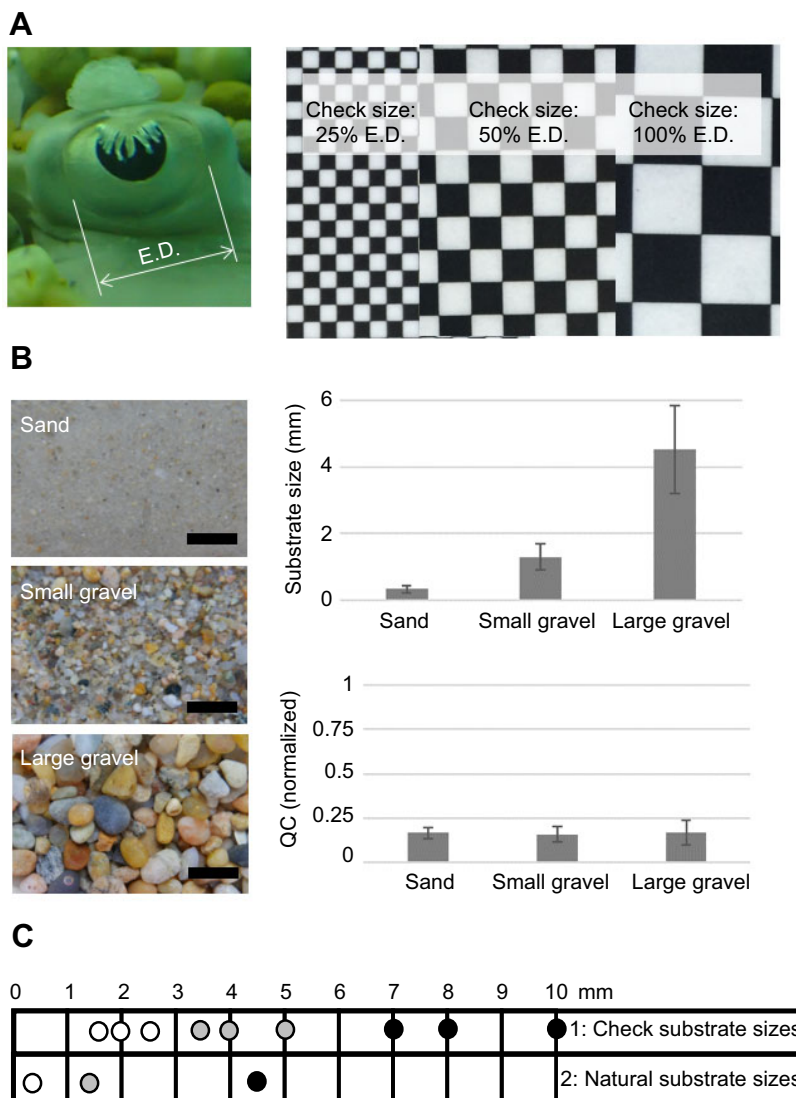 A
E.D.
Check size:
25% E.D.
Check size:
50% E.D.
Check size:
100% E.D.
B
Sand
Small gravel
Large gravel
Substrate size (mm)
6
4
2
0
Sand Small gravel Large gravel
QC (normalized)
1
0.75
0.5
0.25
0
Sand Small gravel Large gravel
C
0 1 2 3 4 5 6 7 8 9 10 mm
1: Check substrate sizes
2: Natural substrate sizes